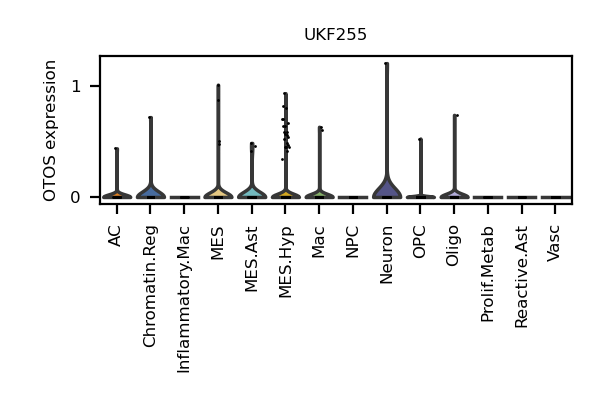 UKF255
OTOS expression
1
0
AC
Chromatin.Reg
Inflammatory.Mac
MES
MES.Ast
MES.Hyp
Mac
NPC
Neuron
OPC
Oligo
Prolif.Metab
Reactive.Ast
Vasc